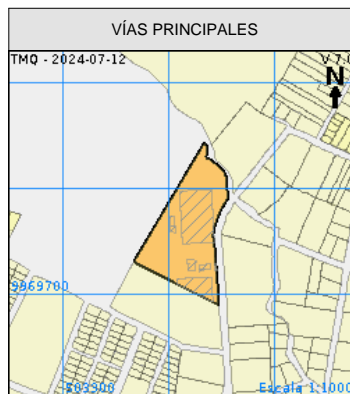 VÍAS PRINCIPALES
TMQ - 2024-07-12
N
9969700
503300
Escala 1:1000